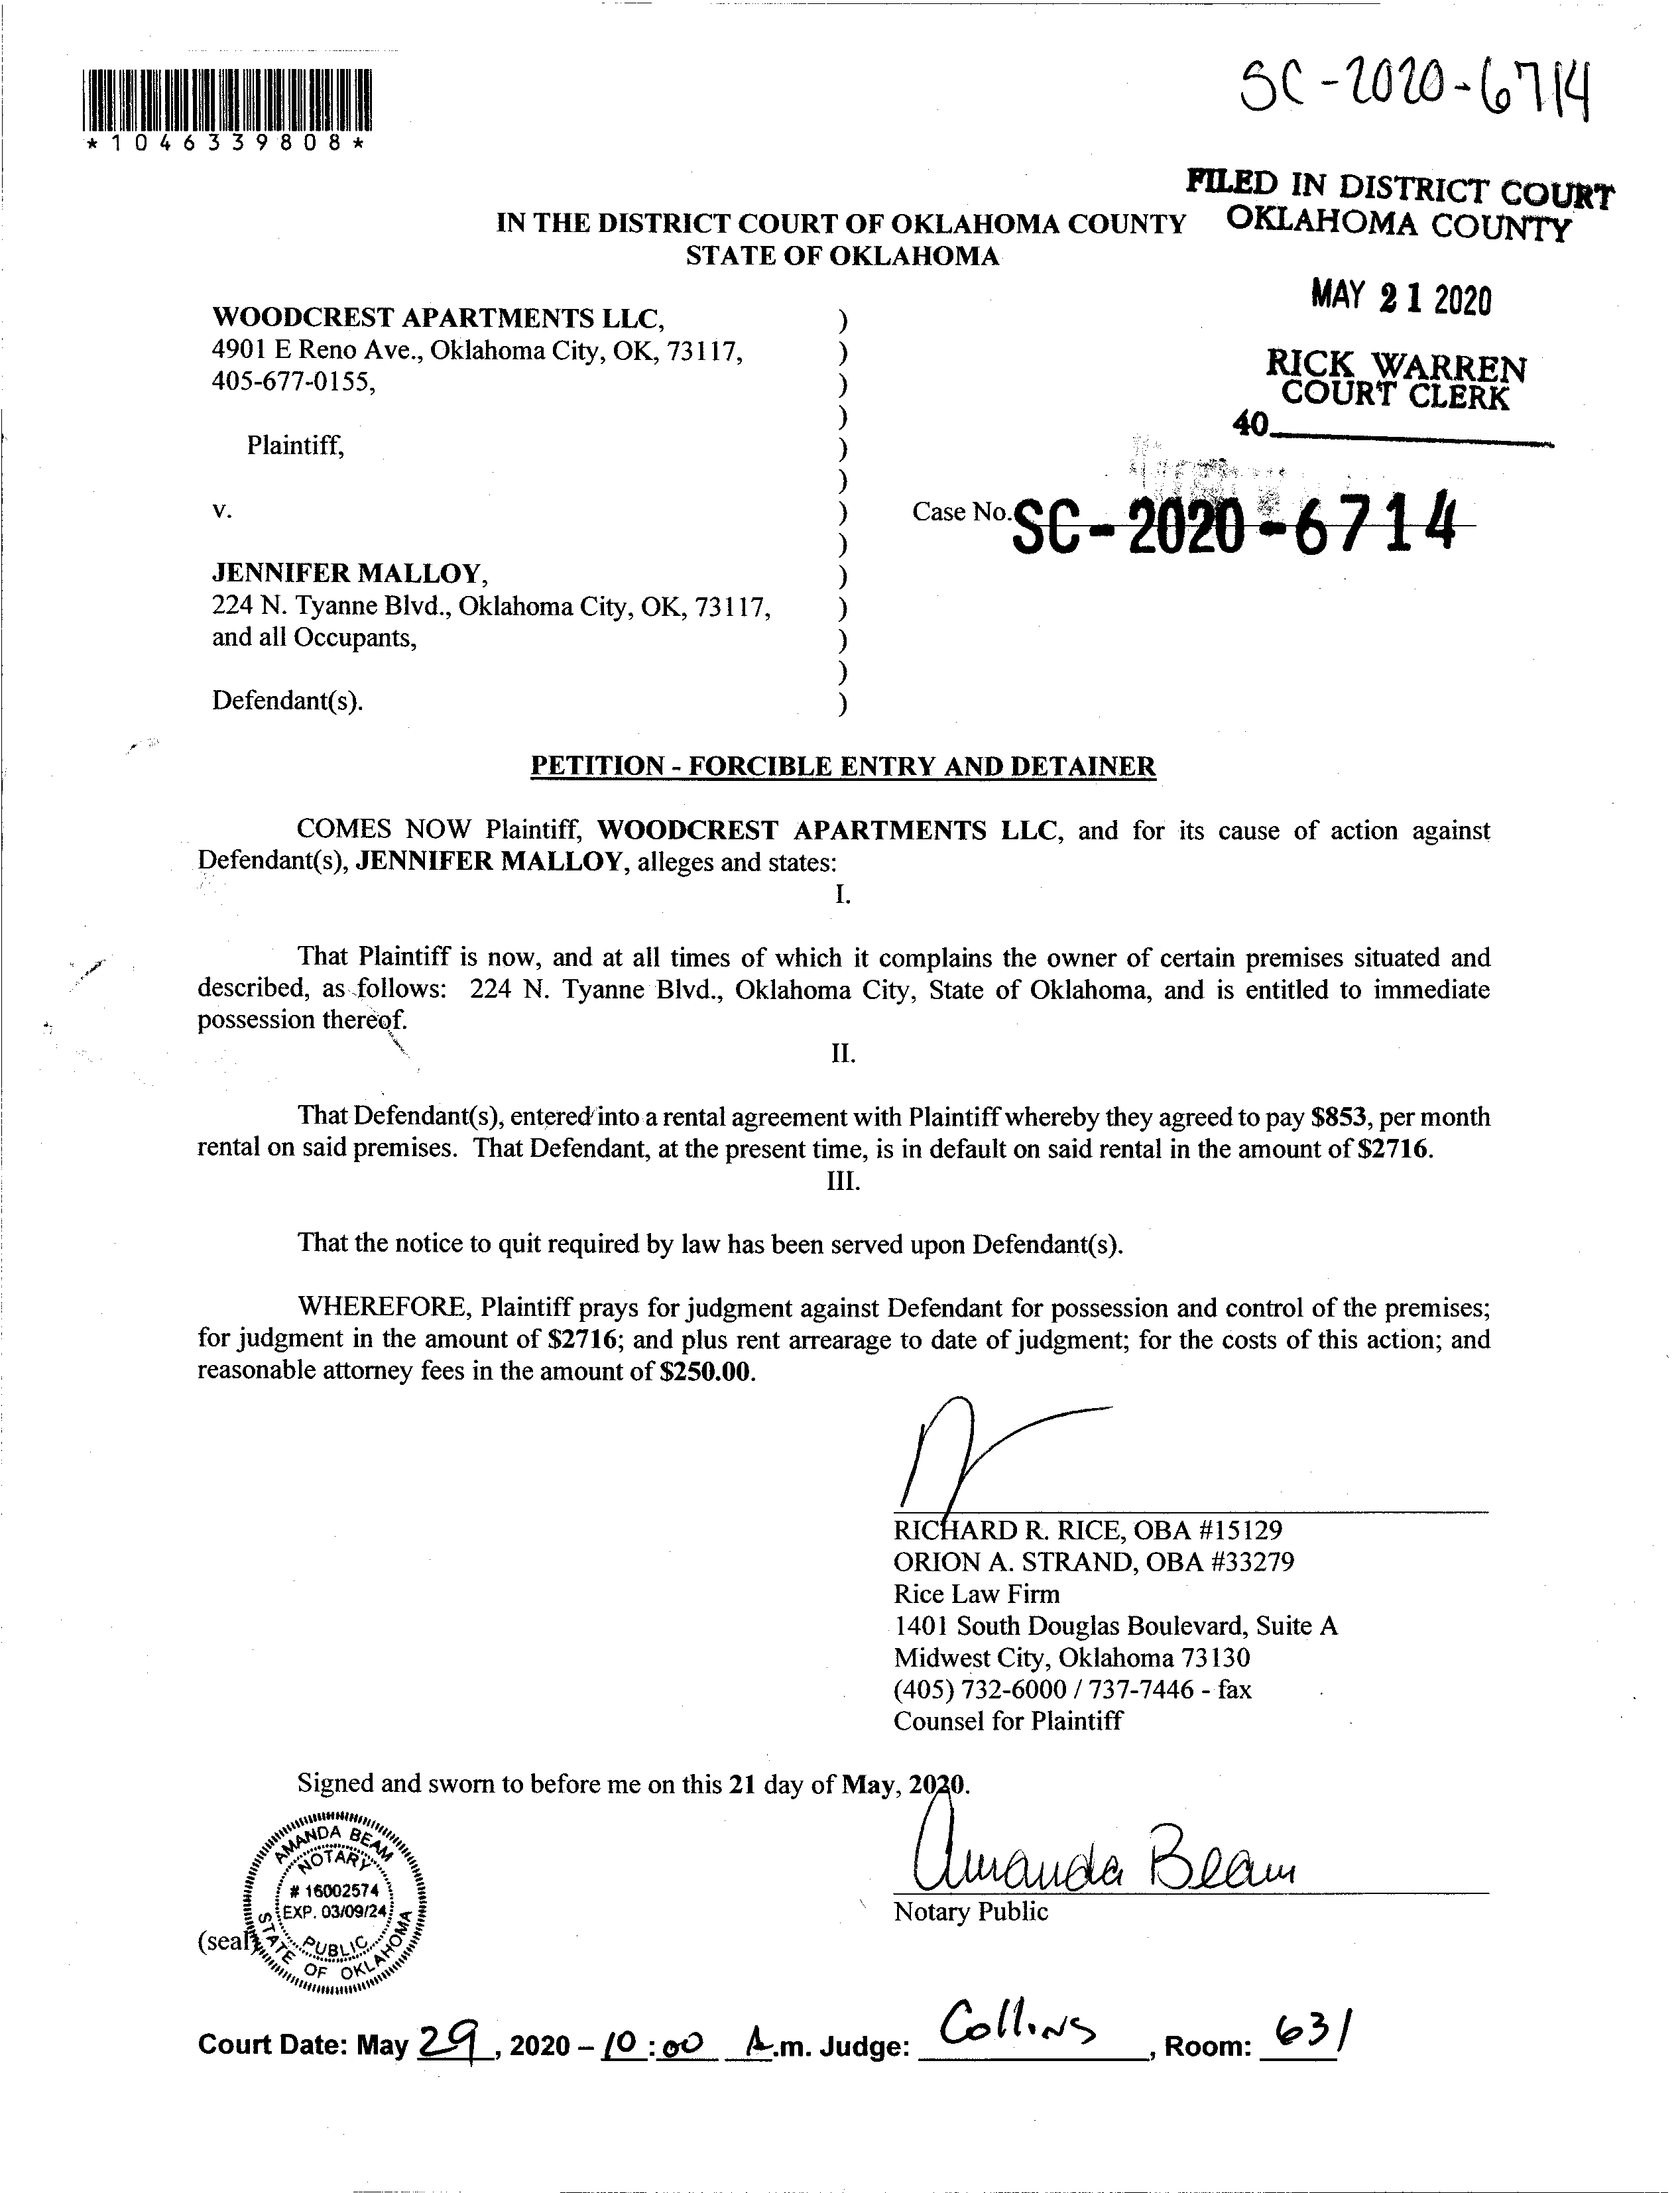 SC-2020-6714
*1046339808*
FILED IN DISTRICT COURT
OKLAHOMA COUNTY
IN THE DISTRICT COURT OF OKLAHOMA COUNTY
STATE OF OKLAHOMA
MAY 21 2020
RICK WARREN
COURT CLERK
40
WOODCREST APARTMENTS LLC, )
4901 E Reno Ave., Oklahoma City, OK, 73117, )
405-677-0155, )
)
Plaintiff, )
)
v. ) Case No. SC-2020-6714
)
JENNIFER MALLOY, )
224 N. Tyanne Blvd., Oklahoma City, OK, 73117, )
and all Occupants, )
)
Defendant(s). )
PETITION - FORCIBLE ENTRY AND DETAINER
COMES NOW Plaintiff, WOODCREST APARTMENTS LLC, and for its cause of action against
Defendant(s), JENNIFER MALLOY, alleges and states:
I.
That Plaintiff is now, and at all times of which it complains the owner of certain premises situated and
described, as follows: 224 N. Tyanne Blvd., Oklahoma City, State of Oklahoma, and is entitled to immediate
possession thereof.
II.
That Defendant(s), entered into a rental agreement with Plaintiff whereby they agreed to pay $853, per month
rental on said premises. That Defendant, at the present time, is in default on said rental in the amount of $2716.
III.
That the notice to quit required by law has been served upon Defendant(s).
WHEREFORE, Plaintiff prays for judgment against Defendant for possession and control of the premises;
for judgment in the amount of $2716; and plus rent arrearage to date of judgment; for the costs of this action; and
reasonable attorney fees in the amount of $250.00.
RICHARD R. RICE, OBA #15129
ORION A. STRAND, OBA #33279
Rice Law Firm
1401 South Douglas Boulevard, Suite A
Midwest City, Oklahoma 73130
(405) 732-6000 / 737-7446 - fax
Counsel for Plaintiff
Signed and sworn to before me on this 21 day of May, 2020.
Amanda Beam
Notary Public
AMANDA BEAM
NOTARY
# 16002574
EXP. 03/09/24
PUBLIC
STATE OF OKLAHOMA
(seal)
Court Date: May 29, 2020 – 10:00 A.m. Judge: Collins, Room: 631